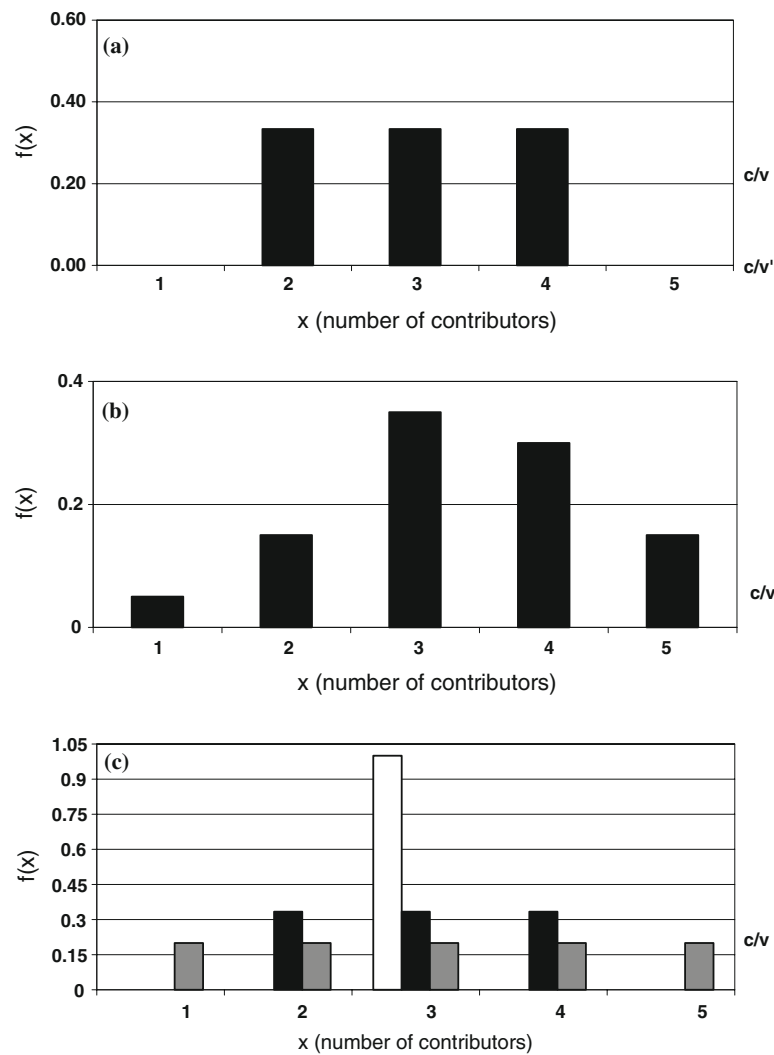 (a)
0.60
0.40
0.20
0.00
f(x)
c/v
c/v'
1 2 3 4 5
x (number of contributors)
(b)
0.4
0.2
0
f(x)
c/v
1 2 3 4 5
x (number of contributors)
(c)
1.05
0.9
0.75
0.6
0.45
0.3
0.15
0
f(x)
c/v
1 2 3 4 5
x (number of contributors)